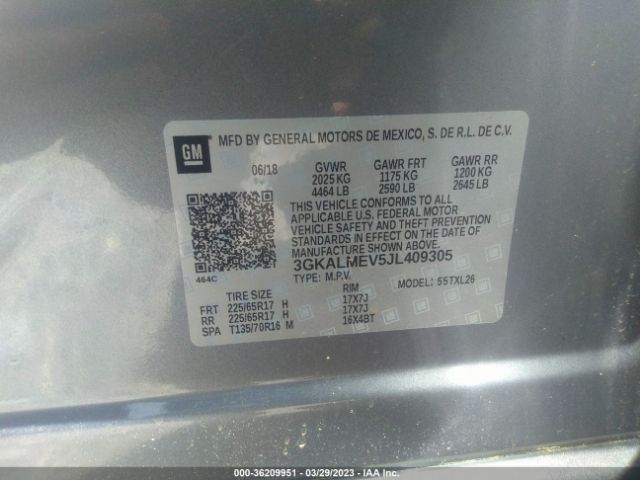 GM
MFD BY GENERAL MOTORS DE MEXICO, S. DE R.L. DE C.V.
06/18 GVWR GAWR FRT GAWR RR
2025 KG 1175 KG 1200 KG
4464 LB 2590 LB 2645 LB
THIS VEHICLE CONFORMS TO ALL
APPLICABLE U.S. FEDERAL MOTOR
VEHICLE SAFETY AND THEFT PREVENTION
STANDARDS IN EFFECT ON THE DATE OF
MANUFACTURE SHOWN ABOVE.
3GKALMEV5JL409305
464C
TYPE: M.P.V. MODEL: 55TXL26
TIRE SIZE RIM
FRT 225/65R17 H 17X7J
RR 225/65R17 H 17X7J
SPA T135/70R16 M 16X4BT
000-36209951 - 03/29/2023 - IAA Inc.